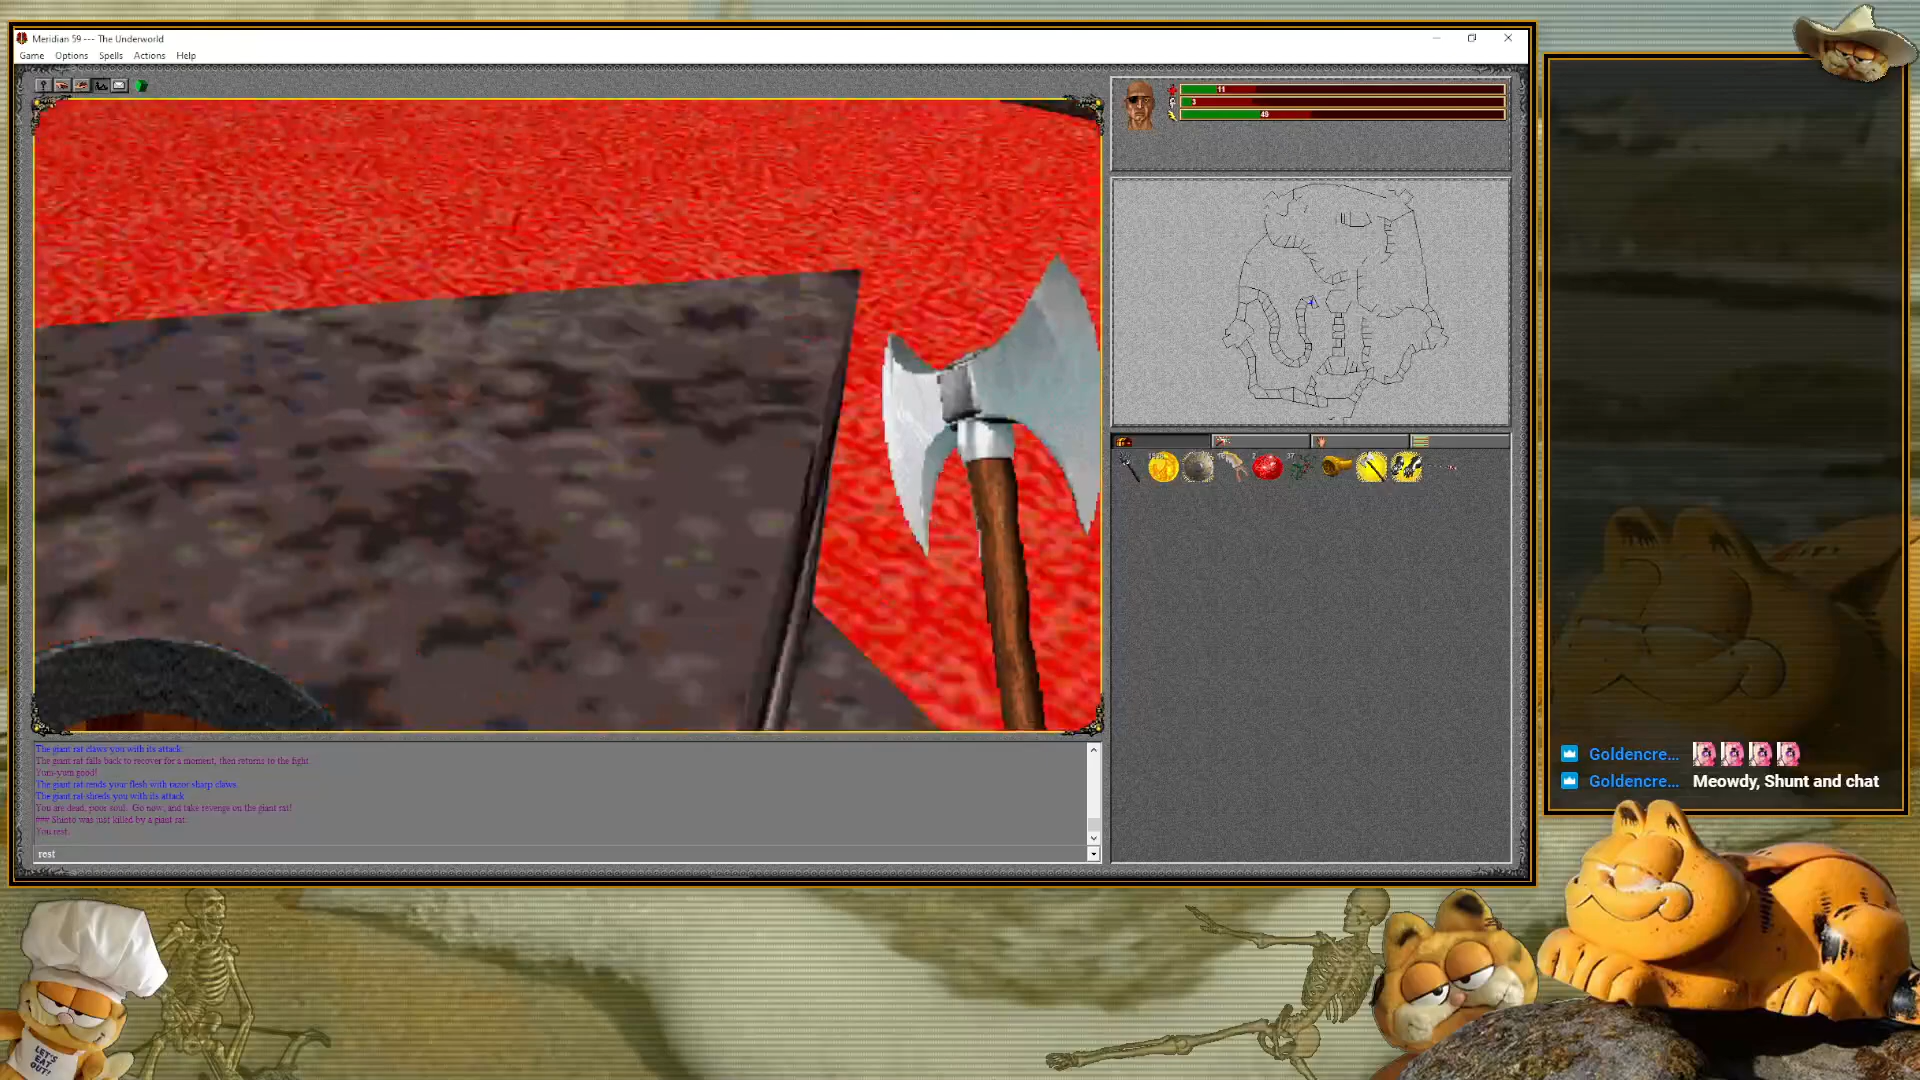 Meridian 59 --- The Underworld
Game Options Spells Actions Help
11
3
49
The giant rat claws you with its attack.
The giant rat falls back to recover for a moment, then returns to the fight.
Yum-yum good!
The giant rat rends your flesh with razor sharp claws.
The giant rat shreds you with its attack.
You are dead, poor soul.  Go now, and take revenge on the giant rat!
### Shinto was just killed by a giant rat.
You rest.
rest
Goldencre...
Goldencre... Meowdy, Shunt and chat
LET'S
EAT
OUT!